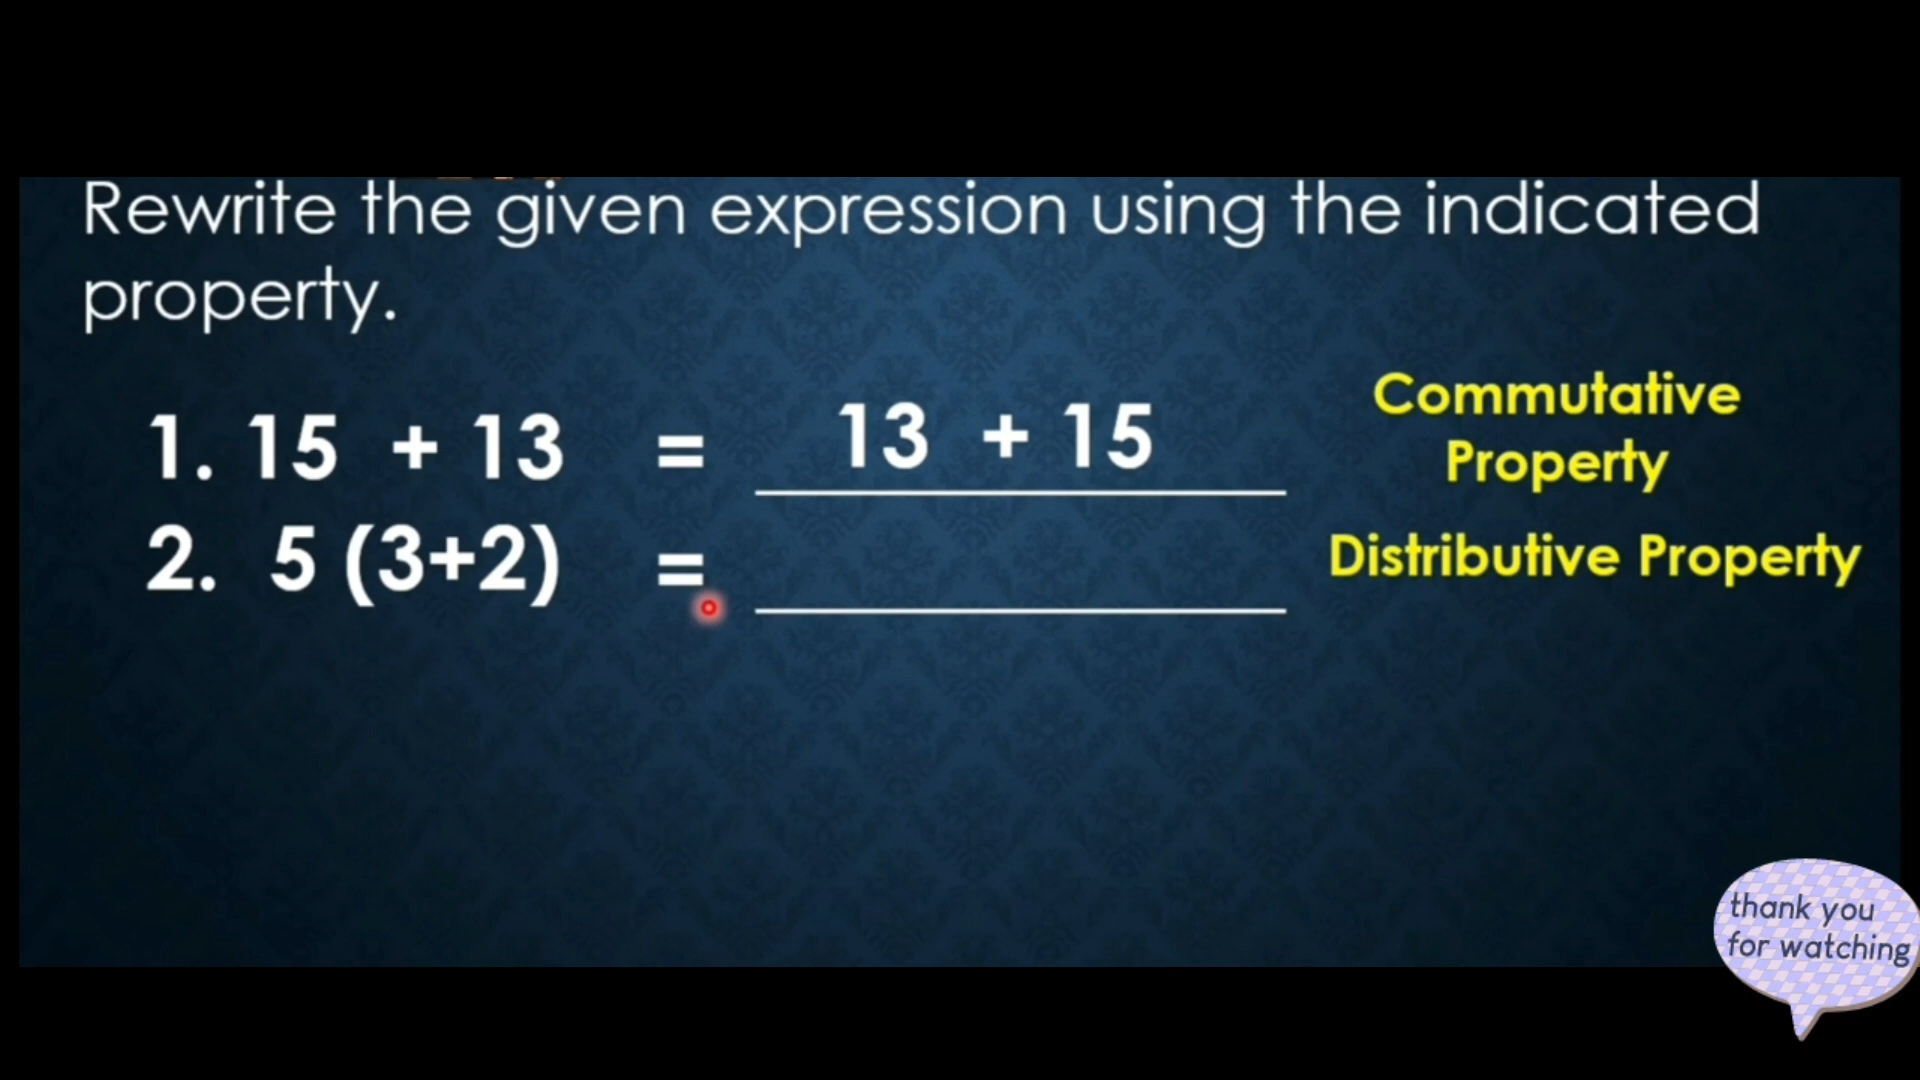 Rewrite the given expression using the indicated
property.
1. 15 + 13 = 13 + 15 Commutative
Property
2. 5 (3+2) = Distributive Property
thank you
for watching